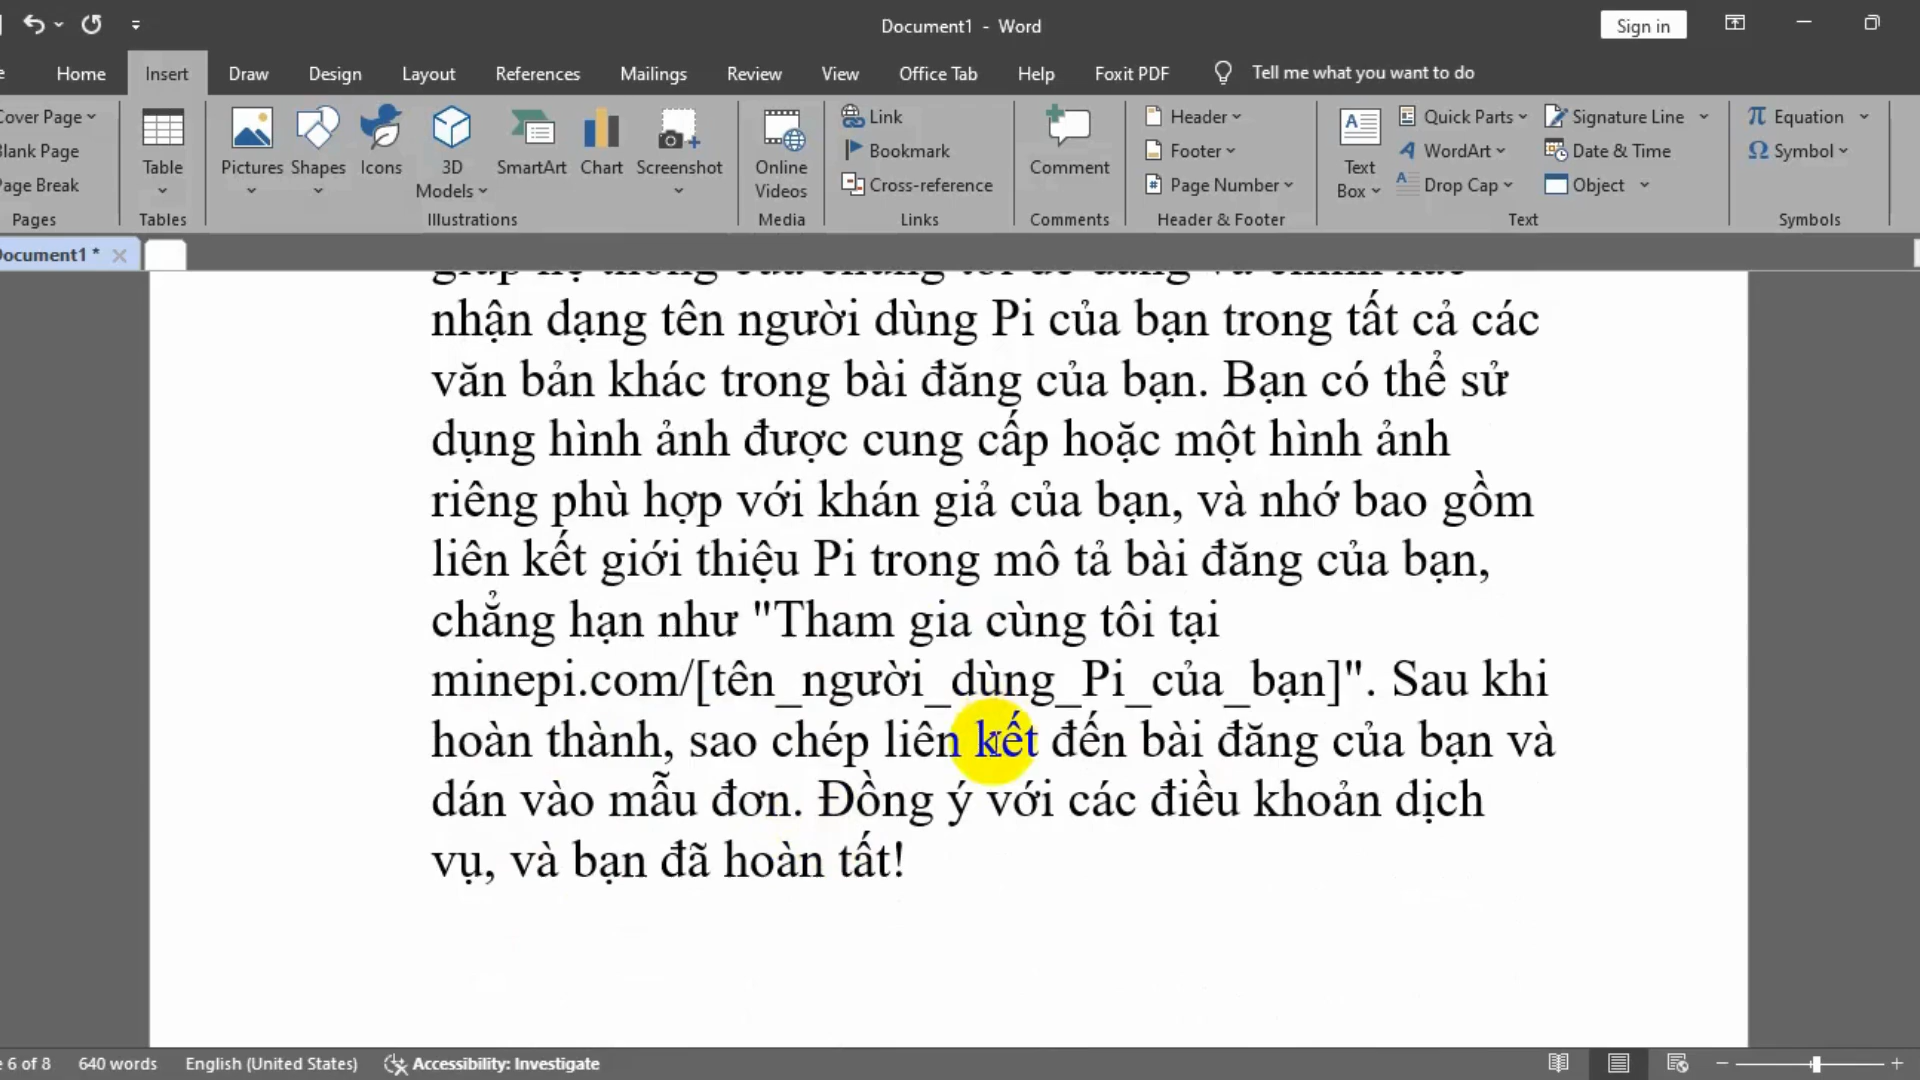 Document1 - Word
Sign in
Home Insert Draw Design Layout References Mailings Review View Office Tab Help Foxit PDF Tell me what you want to do
Page
Page
Page Break
Pages
Table
Tables
Pictures
Shapes
Icons
3D
Models
SmartArt
Chart
Screenshot
Illustrations
Online
Videos
Media
Link
Bookmark
Cross-reference
Links
Comment
Comments
Header
Footer
Page Number
Header & Footer
Text
Box
Quick Parts
WordArt
Drop Cap
Signature Line
Date & Time
Object
Text
Equation
Symbol
Symbols
Document1 *
nhận dạng tên người dùng Pi của bạn trong tất cả các
văn bản khác trong bài đăng của bạn. Bạn có thể sử
dụng hình ảnh được cung cấp hoặc một hình ảnh
riêng phù hợp với khán giả của bạn, và nhớ bao gồm
liên kết giới thiệu Pi trong mô tả bài đăng của bạn,
chẳng hạn như "Tham gia cùng tôi tại
minepi.com/[tên_người_dùng_Pi_của_bạn]". Sau khi
hoàn thành, sao chép liên kết đến bài đăng của bạn và
dán vào mẫu đơn. Đồng ý với các điều khoản dịch
vụ, và bạn đã hoàn tất!
6 of 8 640 words English (United States) Accessibility: Investigate